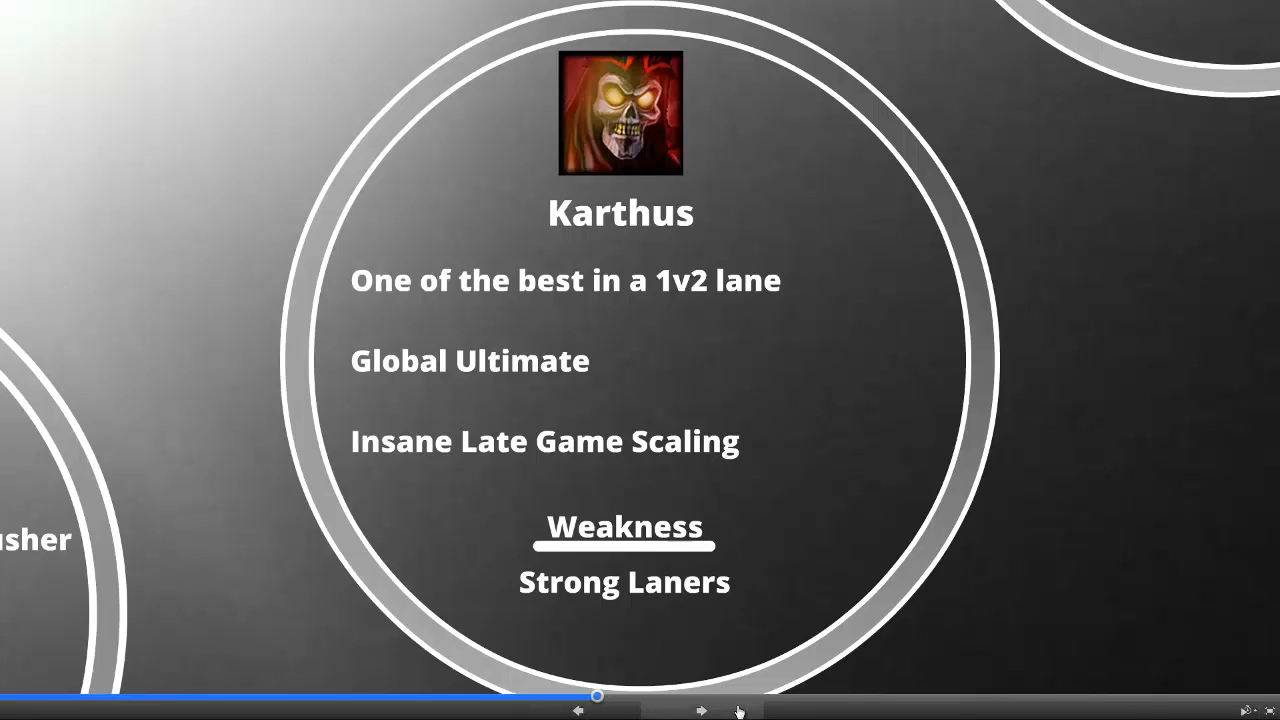 Karthus
One of the best in a 1v2 lane
Global Ultimate
Insane Late Game Scaling
Weakness
Strong Laners